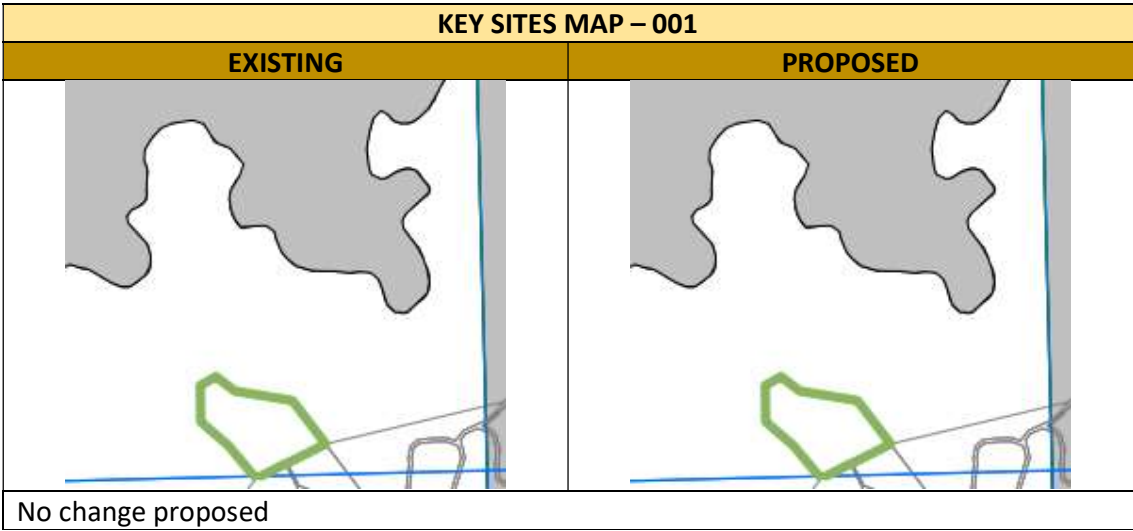 KEY SITES MAP – 001
EXISTING
PROPOSED
No change proposed